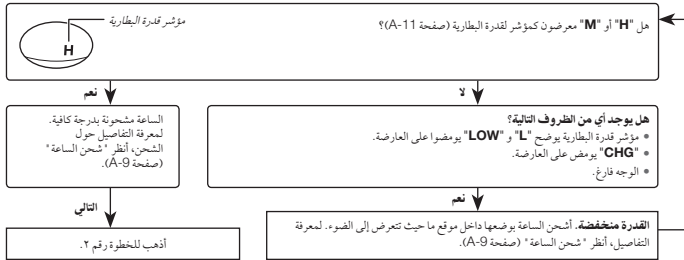 هل "H" أو "M" معرضون كمؤشر لقدرة البطارية (صفحة A-11)؟
مؤشر قدرة البطارية
H
نعم
لا
الساعة مشحونة بدرجة كافية.
لمعرفة التفاصيل حول
الشحن، أنظر "شحن الساعة"
(صفحة A-9).
هل يوجد أي من الظروف التالية؟
• مؤشر قدرة البطارية يوضح "L" و "LOW" يومضوا على العارضة.
• "CHG" يومض على العارضة.
• الوجه فارغ.
التالي
نعم
أذهب للخطوة رقم ٢.
القدرة منخفضة. أشحن الساعة بوضعها داخل موقع ما حيث تتعرض إلى الضوء. لمعرفة
التفاصيل، أنظر "شحن الساعة" (صفحة A-9).